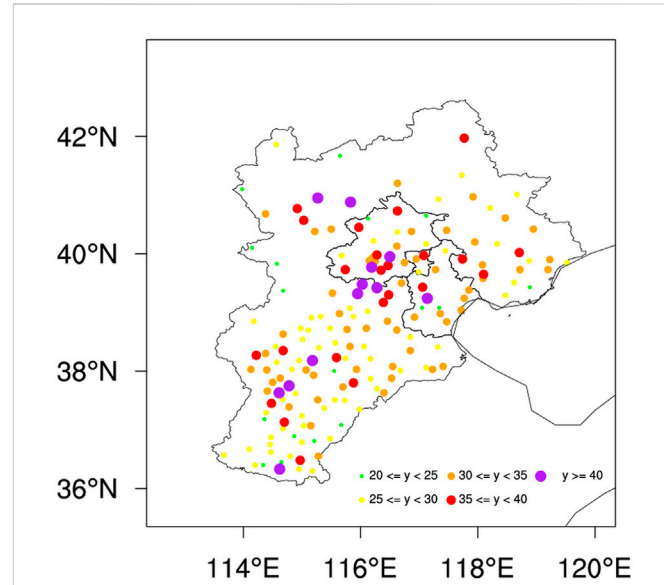 42°N
40°N
38°N
36°N
20 <= y < 25 30 <= y < 35 y >= 40
25 <= y < 30 35 <= y < 40
114°E 116°E 118°E 120°E